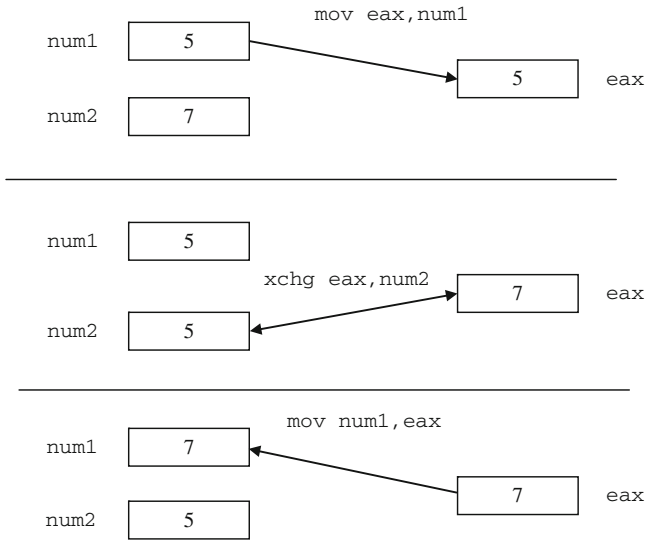 mov eax,num1
num1 5
5 eax
num2 7
num1 5
xchg eax,num2
7 eax
num2 5
mov num1,eax
num1 7
7 eax
num2 5